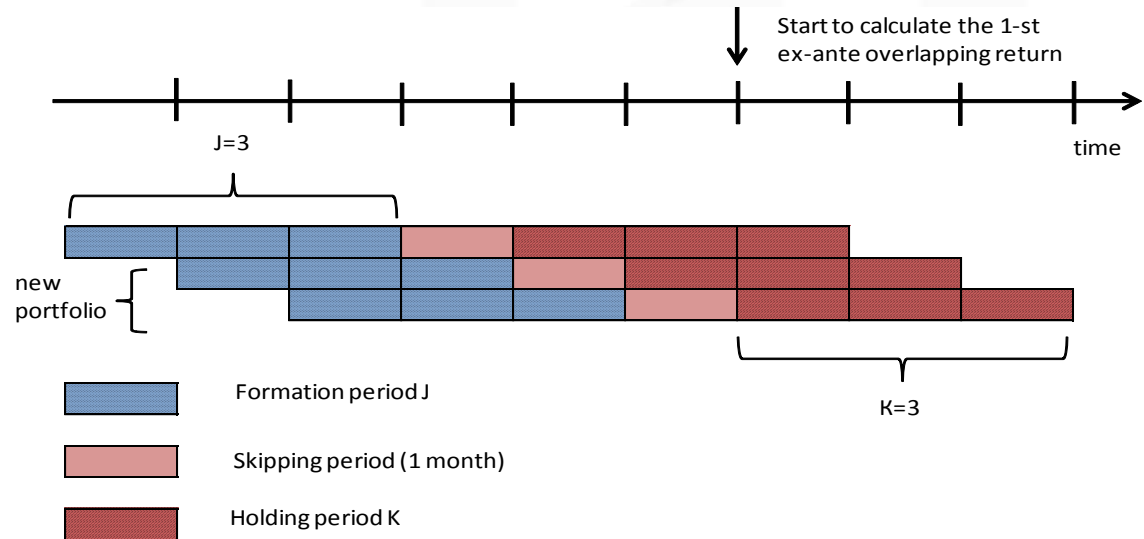 Start to calculate the 1-st
ex-ante overlapping return
time
J=3
new
portfolio
K=3
Formation period J
Skipping period (1 month)
Holding period K